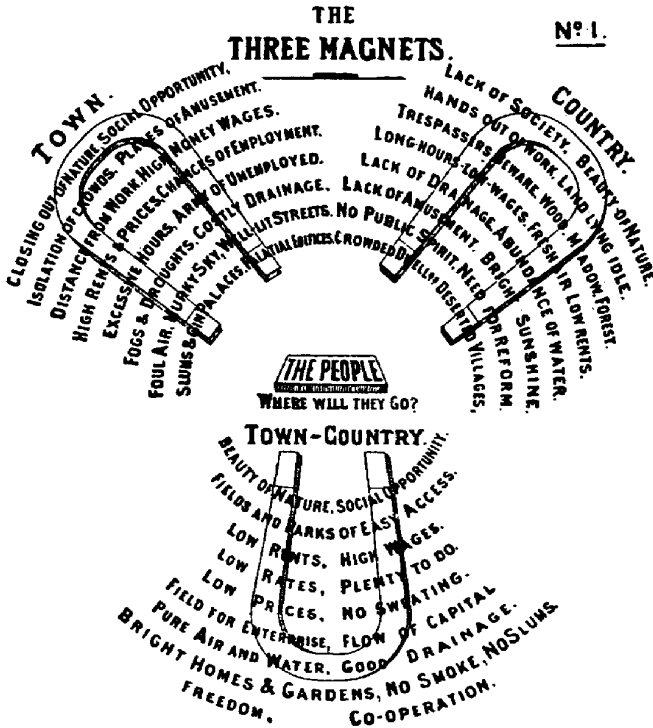 THE
THREE MAGNETS.
No 1.
TOWN.
CLOSING OUT OF NATURE. SOCIAL OPPORTUNITY.
ISOLATION OF CROWDS. PLACES OF AMUSEMENT.
DISTANCE FROM WORK. HIGH MONEY WAGES.
HIGH RENTS & PRICES. CHANCES OF EMPLOYMENT.
EXCESSIVE HOURS. ARMY OF UNEMPLOYED.
FOGS & DROUGHTS. COSTLY DRAINAGE.
FOUL AIR. MURKY SKY. WELL-LIT STREETS.
SLUMS & GIN PALACES. PALATIAL EDIFICES.
COUNTRY.
LACK OF SOCIETY. BEAUTY OF NATURE.
HANDS OUT OF WORK. LAND LYING IDLE.
TRESPASSERS BEWARE. WOOD, MEADOW, FOREST.
LONG-HOURS-LOW-WAGES. FRESH AIR LOW RENTS.
LACK OF DRAINAGE. ABUNDANCE OF WATER.
LACK OF AMUSEMENT. BRIGHT SUNSHINE.
NO PUBLIC SPIRIT. NEED FOR REFORM.
CROWDED DWELLINGS DESERTED VILLAGES,
THE PEOPLE
WHERE WILL THEY GO?
TOWN-COUNTRY.
BEAUTY OF NATURE, SOCIAL OPPORTUNITY.
FIELDS AND PARKS OF EASY ACCESS.
LOW RENTS, HIGH WAGES.
LOW RATES, PLENTY TO DO.
LOW PRICES, NO SWEATING.
FIELD FOR ENTERPRISE, FLOW OF CAPITAL
PURE AIR AND WATER, GOOD DRAINAGE.
BRIGHT HOMES & GARDENS, NO SMOKE, NO SLUMS.
FREEDOM. CO-OPERATION.